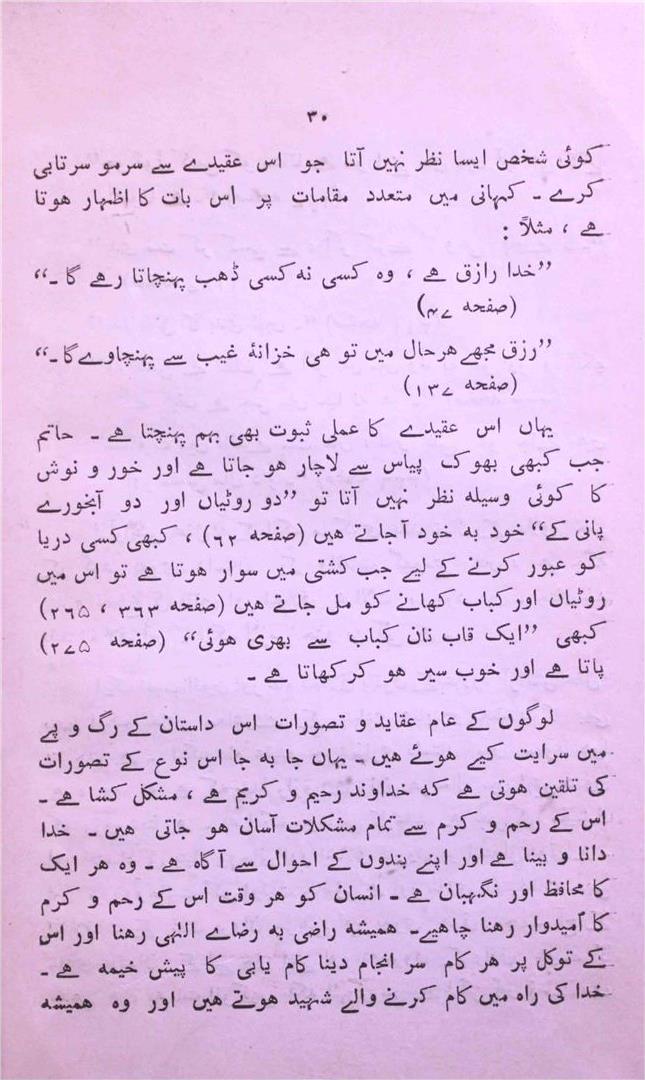 ۳۰
کوئی شخص ایسا نظر نہیں آتا جو اس عقیدے سے سرمو سرتابی
کرے ۔ کہانی میں متعدد مقامات پر اس بات کا اظہار ہوتا
ہے ، مثلاً :
”خدا رازق ہے ، وہ کسی نہ کسی ڈھب پہنچاتا رہے گا ۔“
(صفحہ ۴۷)
”رزق مجھے ہر حال میں تو ہی خزانۂ غیب سے پہنچاوے گا ۔“
(صفحہ ۱۳۷)
یہاں اس عقیدے کا عملی ثبوت بھی بہم پہنچتا ہے ۔ حاتم
جب کبھی بھوک پیاس سے لاچار ہو جاتا ہے اور خور و نوش
کا کوئی وسیلہ نظر نہیں آتا تو ”دو روٹیاں اور دو آبخورے
پانی کے“ خود بہ خود آ جاتے ہیں (صفحہ ۶۲) ، کبھی کسی دریا
کو عبور کرنے کے لیے جب کشتی میں سوار ہوتا ہے تو اس میں
روٹیاں اور کباب کھانے کو مل جاتے ہیں (صفحہ ۳۶۳ ، ۲۶۵)
کبھی ”ایک قاب نان کباب سے بھری ہوئی“ (صفحہ ۲۷۵)
پاتا ہے اور خوب سیر ہو کر کھاتا ہے ۔
لوگوں کے عام عقاید و تصورات اس داستان کے رگ و پے
میں سرایت کیے ہوئے ہیں ۔ یہاں جا بہ جا اس نوع کے تصورات
کی تلقین ہوتی ہے کہ خداوند رحیم و کریم ہے ، مشکل کشا ہے ۔
اس کے رحم و کرم سے تمام مشکلات آسان ہو جاتی ہیں ۔ خدا
دانا و بینا ہے اور اپنے بندوں کے احوال سے آگاہ ہے ۔ وہ ہر ایک
کا محافظ اور نگہبان ہے ۔ انسان کو ہر وقت اس کے رحم و کرم
کا امیدوار رہنا چاہیے ۔ ہمیشہ راضی بہ رضاے الٰہی رہنا اور اس
کے توکل پر ہر کام سر انجام دینا کام یابی کا پیش خیمہ ہے ۔
خدا کی راہ میں کام کرنے والے شہید ہوتے ہیں اور وہ ہمیشہ